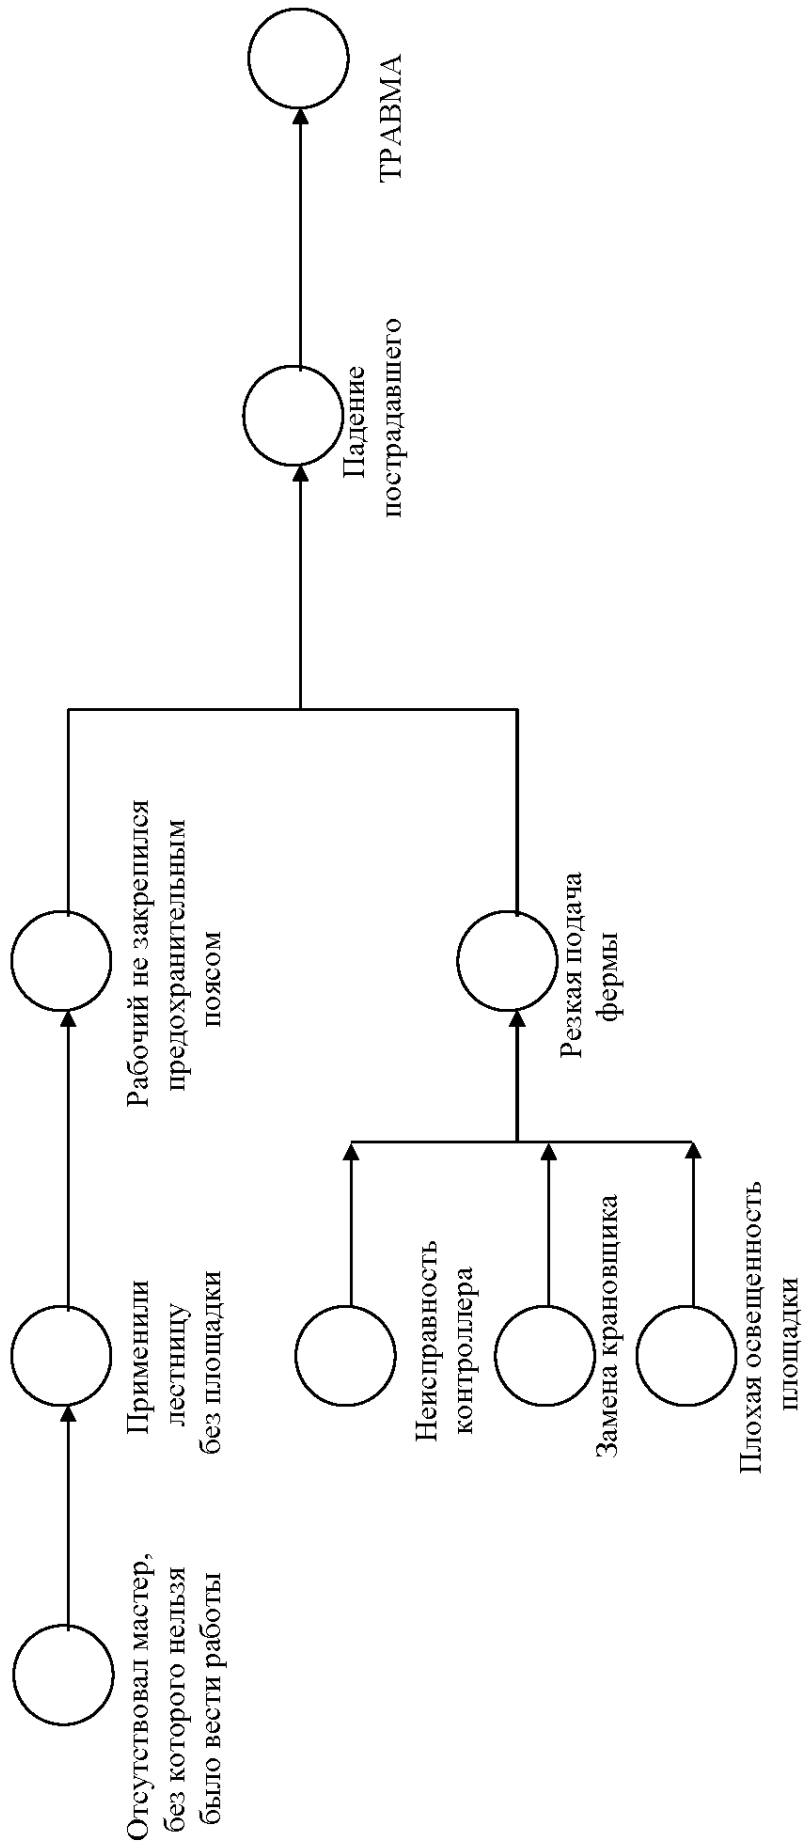 Отсутствовал мастер,
без которого нельзя
было вести работы
Применили
лестницу
без площадки
Рабочий не закрепился
предохранительным
поясом
Неисправность
контроллера
Замена крановщика
Плохая освещенность
площадки
Резкая подача
фермы
Падение
пострадавшего
ТРАВМА